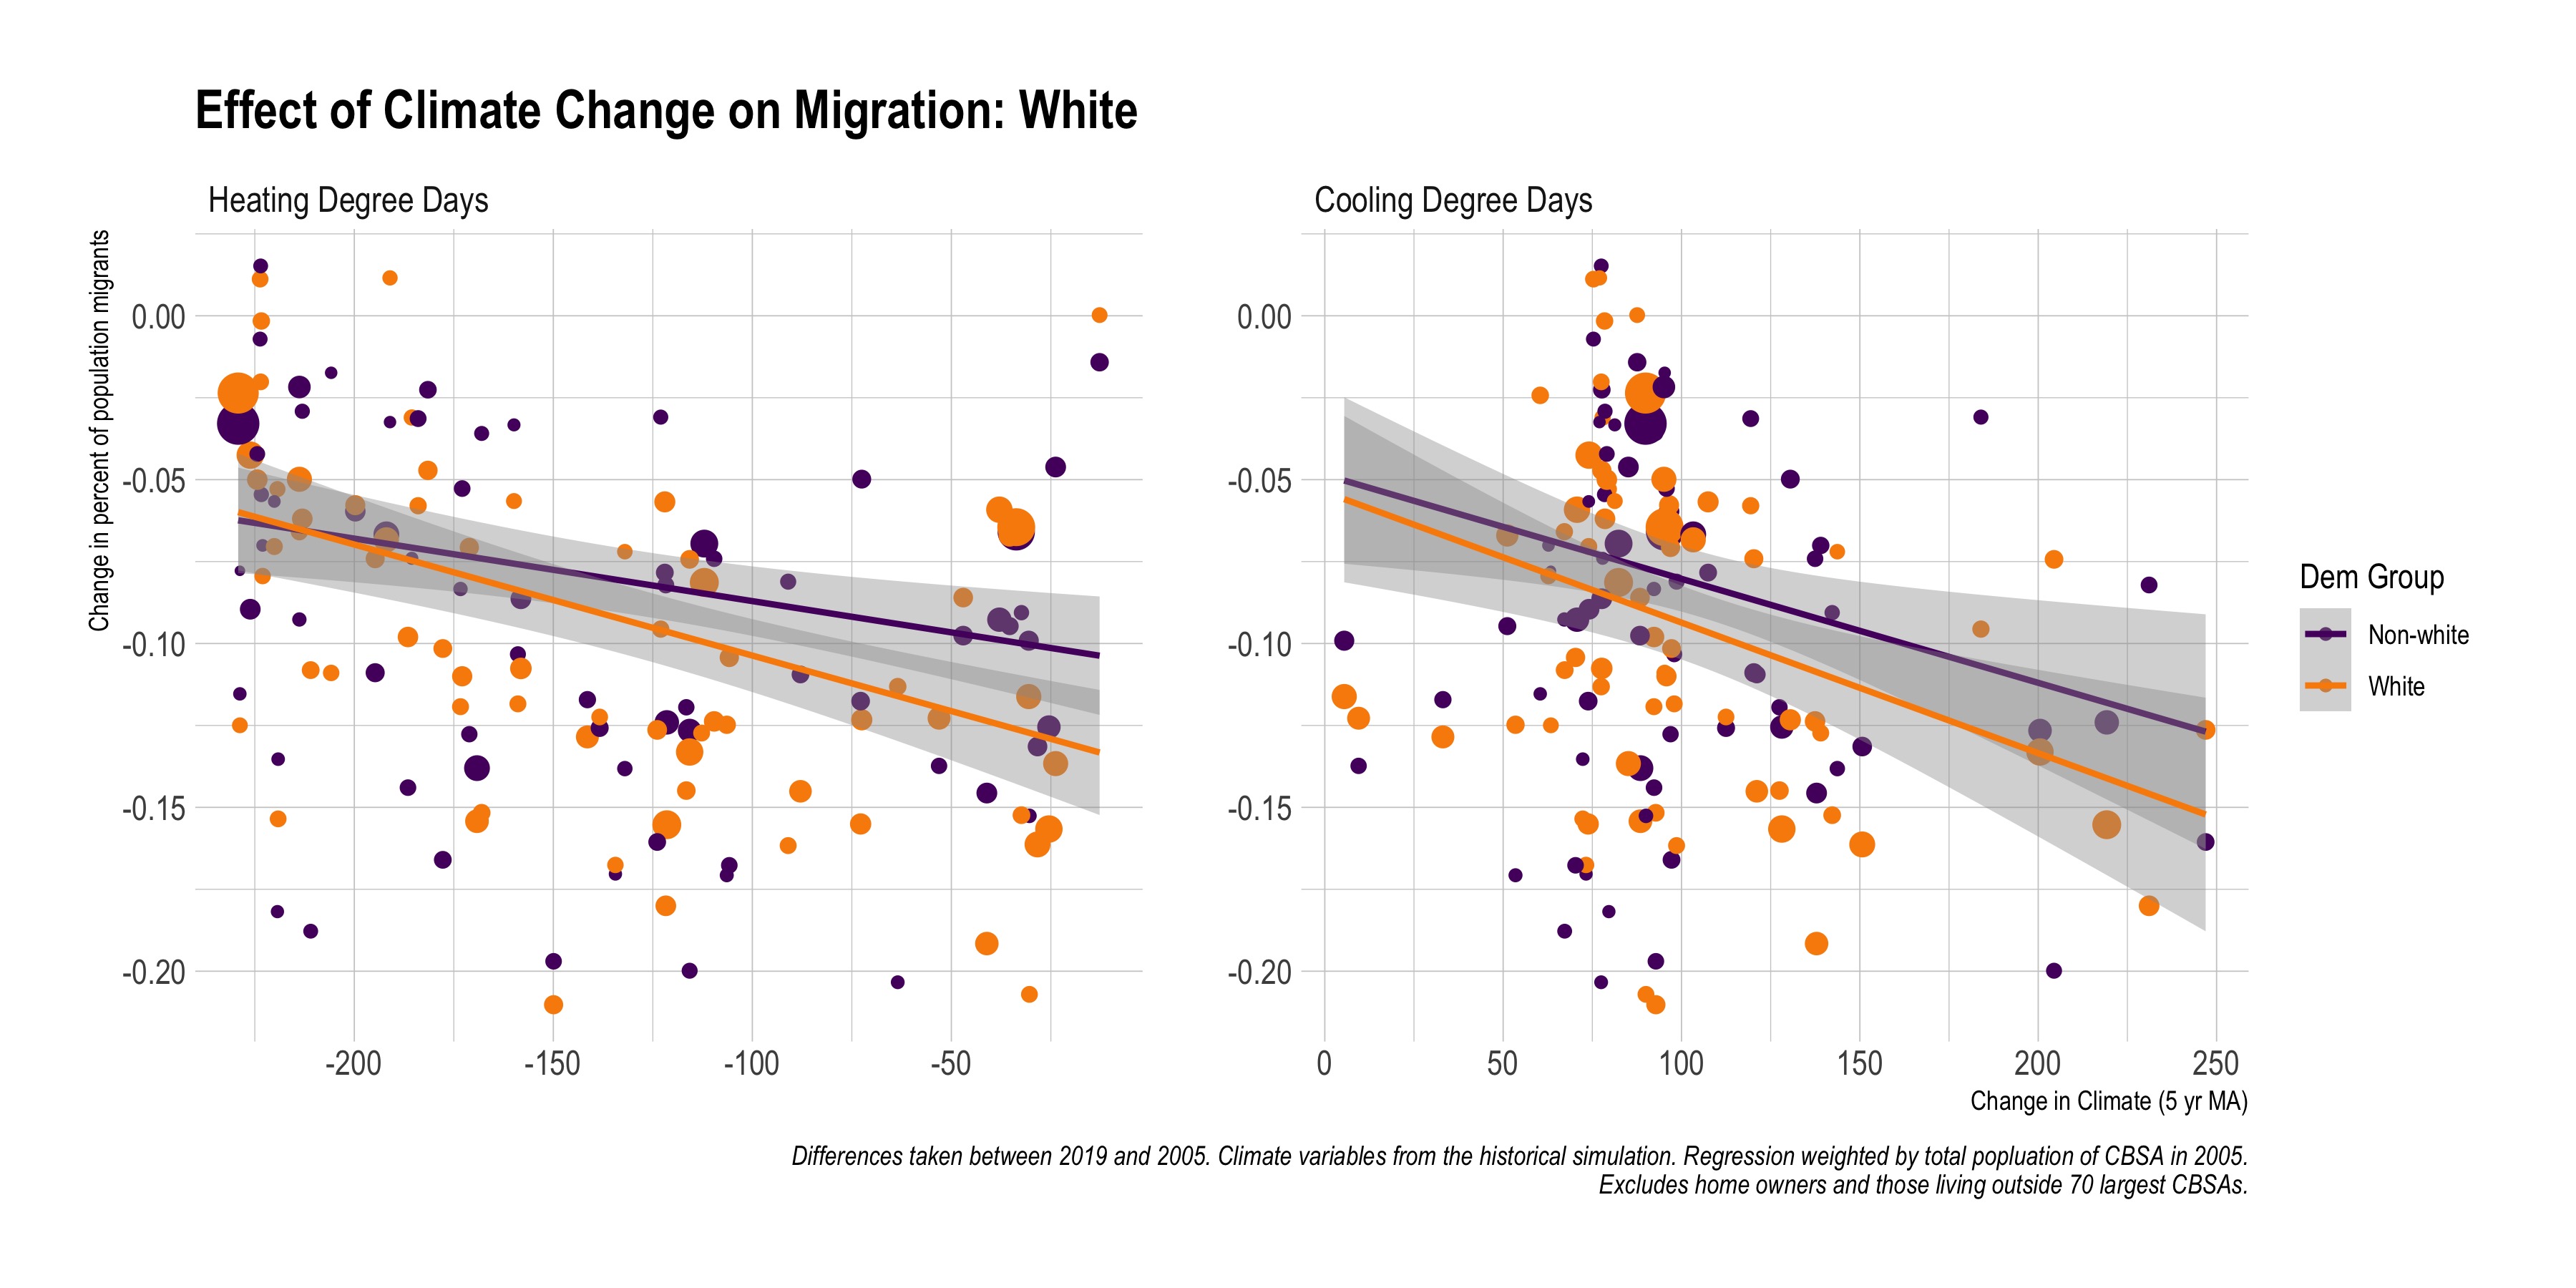 Effect of Climate Change on Migration: White
Heating Degree Days
Cooling Degree Days
Change in percent of population migrants
0.00
-0.05
-0.10
-0.15
-0.20
0.00
-0.05
-0.10
-0.15
-0.20
-200
-150
-100
-50
0
50
100
150
200
250
Change in Climate (5 yr MA)
Dem Group
Non-white
White
Differences taken between 2019 and 2005. Climate variables from the historical simulation. Regression weighted by total popluation of CBSA in 2005.
Excludes home owners and those living outside 70 largest CBSAs.